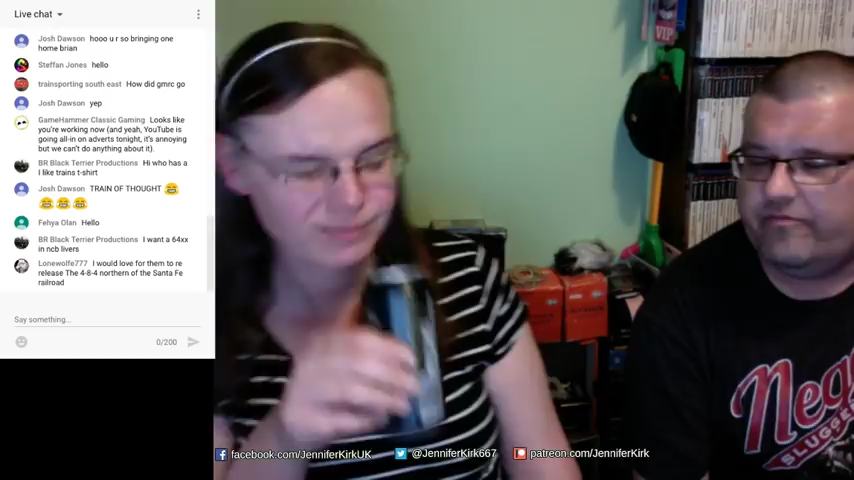 Live chat
Josh Dawson hooo u r so bringing one
home brian
Steffan Jones hello
trainsporting south east How did gmrc go
Josh Dawson yep
GameHammer Classic Gaming Looks like
you're working now (and yeah, YouTube is
going all-in on adverts tonight, it's annoying
but we can't do anything about it).
BR Black Terrier Productions Hi who has a
I like trains t-shirt
Josh Dawson TRAIN OF THOUGHT 😂
😂 😂 😂
Fehya Olan Hello
BR Black Terrier Productions I want a 64xx
in ncb livers
Lonewolfe777 I would love for them to re
release The 4-8-4 northern of the Santa Fe
railroad
Say something...
0/200
VIP
SLUGGER
facebook.com/JenniferKirkUK
@JenniferKirk667
patreon.com/JenniferKirk